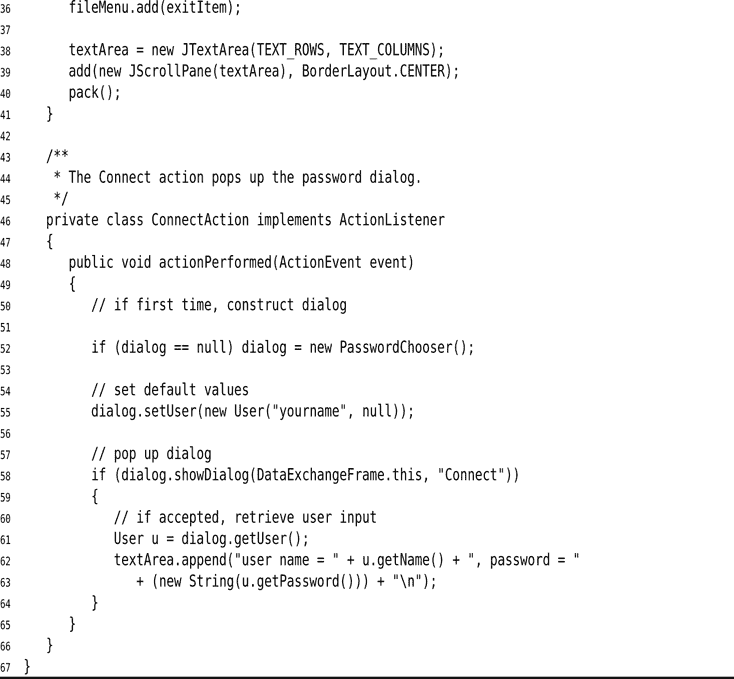 36       fileMenu.add(exitItem);
37
38       textArea = new JTextArea(TEXT_ROWS, TEXT_COLUMNS);
39       add(new JScrollPane(textArea), BorderLayout.CENTER);
40       pack();
41    }
42
43    /**
44     * The Connect action pops up the password dialog.
45     */
46    private class ConnectAction implements ActionListener
47    {
48       public void actionPerformed(ActionEvent event)
49       {
50          // if first time, construct dialog
51
52          if (dialog == null) dialog = new PasswordChooser();
53
54          // set default values
55          dialog.setUser(new User("yourname", null));
56
57          // pop up dialog
58          if (dialog.showDialog(DataExchangeFrame.this, "Connect"))
59          {
60             // if accepted, retrieve user input
61             User u = dialog.getUser();
62             textArea.append("user name = " + u.getName() + ", password = "
63                + (new String(u.getPassword())) + "\n");
64          }
65       }
66    }
67 }